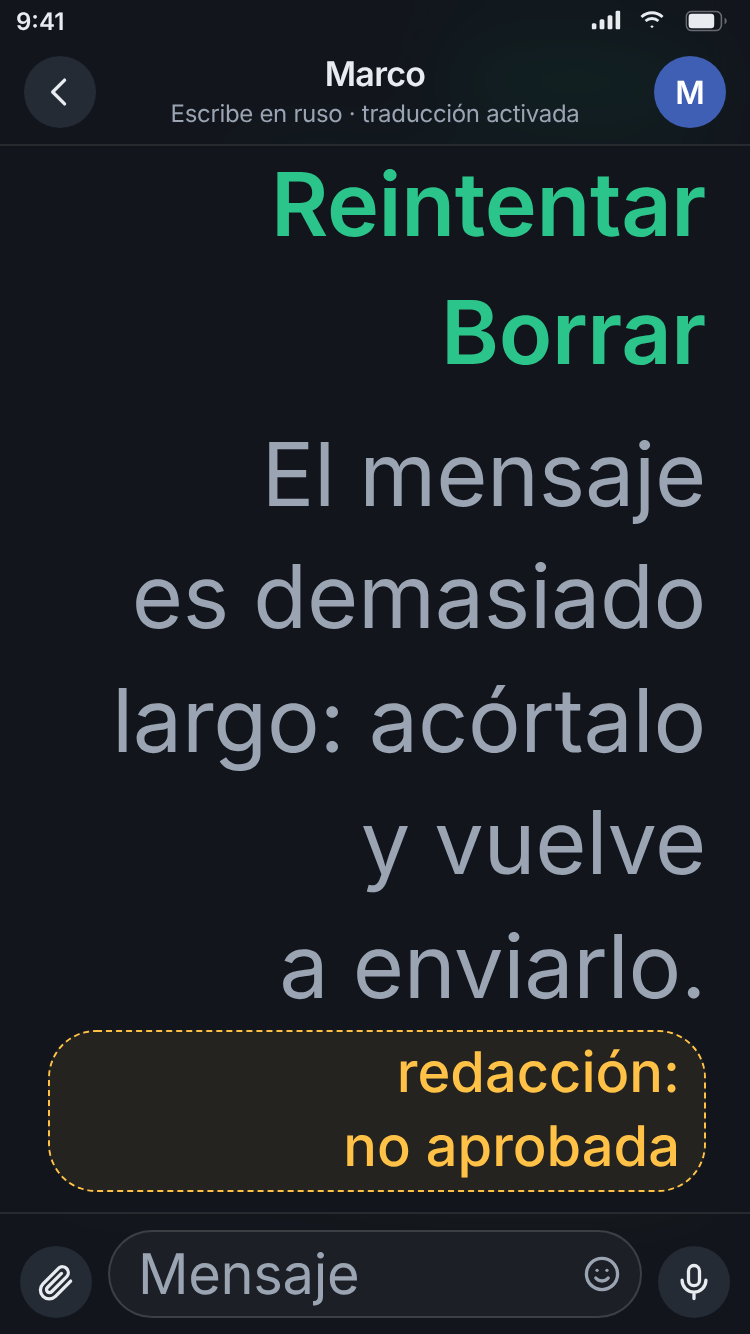 9:41
Marco
Escribe en ruso · traducción activada
M
Reintentar
Borrar
El mensaje
es demasiado
largo: acórtalo
y vuelve
a enviarlo.
redacción:
no aprobada
Mensaje